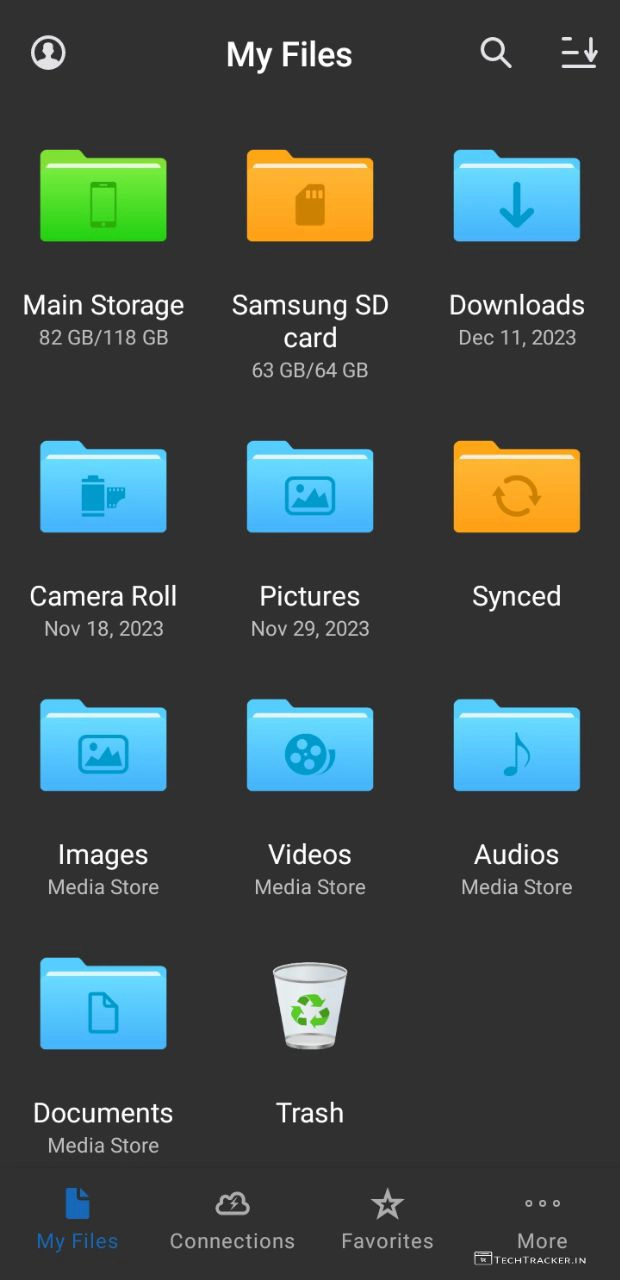 My Files
Main Storage
82 GB/118 GB
Samsung SD
card
63 GB/64 GB
Downloads
Dec 11, 2023
Camera Roll
Nov 18, 2023
Pictures
Nov 29, 2023
Synced
Images
Media Store
Videos
Media Store
Audios
Media Store
Documents
Media Store
Trash
My Files
Connections
Favorites
More
TECHTRACKER.IN